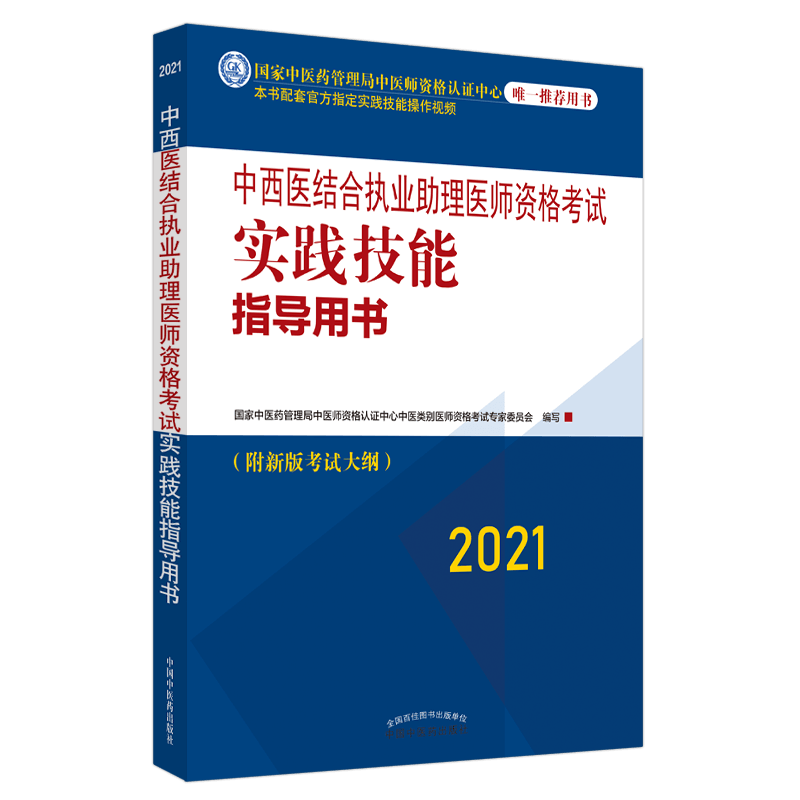 2021
中西医结合执业助理医师资格考试实践技能指导用书
中国中医药出版社
GK
国家中医药管理局中医师资格认证中心 唯一推荐用书
本书配套官方指定实践技能操作视频
中西医结合执业助理医师资格考试
实践技能
指导用书
国家中医药管理局中医师资格认证中心中医类别医师资格考试专家委员会 编写
（附新版考试大纲）
2021
全国百佳图书出版单位